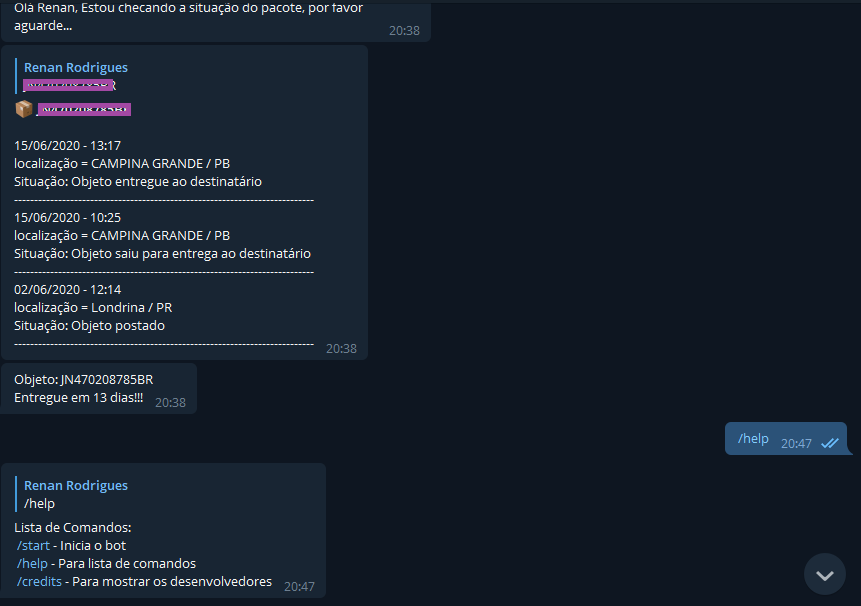 Olá Renan, Estou checando a situação do pacote, por favor
aguarde...
20:38
Renan Rodrigues
15/06/2020 - 13:17
localização = CAMPINA GRANDE / PB
Situação: Objeto entregue ao destinatário
---------------------------------------------------------------------------
15/06/2020 - 10:25
localização = CAMPINA GRANDE / PB
Situação: Objeto saiu para entrega ao destinatário
---------------------------------------------------------------------------
02/06/2020 - 12:14
localização = Londrina / PR
Situação: Objeto postado
---------------------------------------------------------------------------
20:38
Objeto: JN470208785BR
Entregue em 13 dias!!!
20:38
/help
20:47
Renan Rodrigues
/help
Lista de Comandos:
/start - Inicia o bot
/help - Para lista de comandos
/credits - Para mostrar os desenvolvedores
20:47